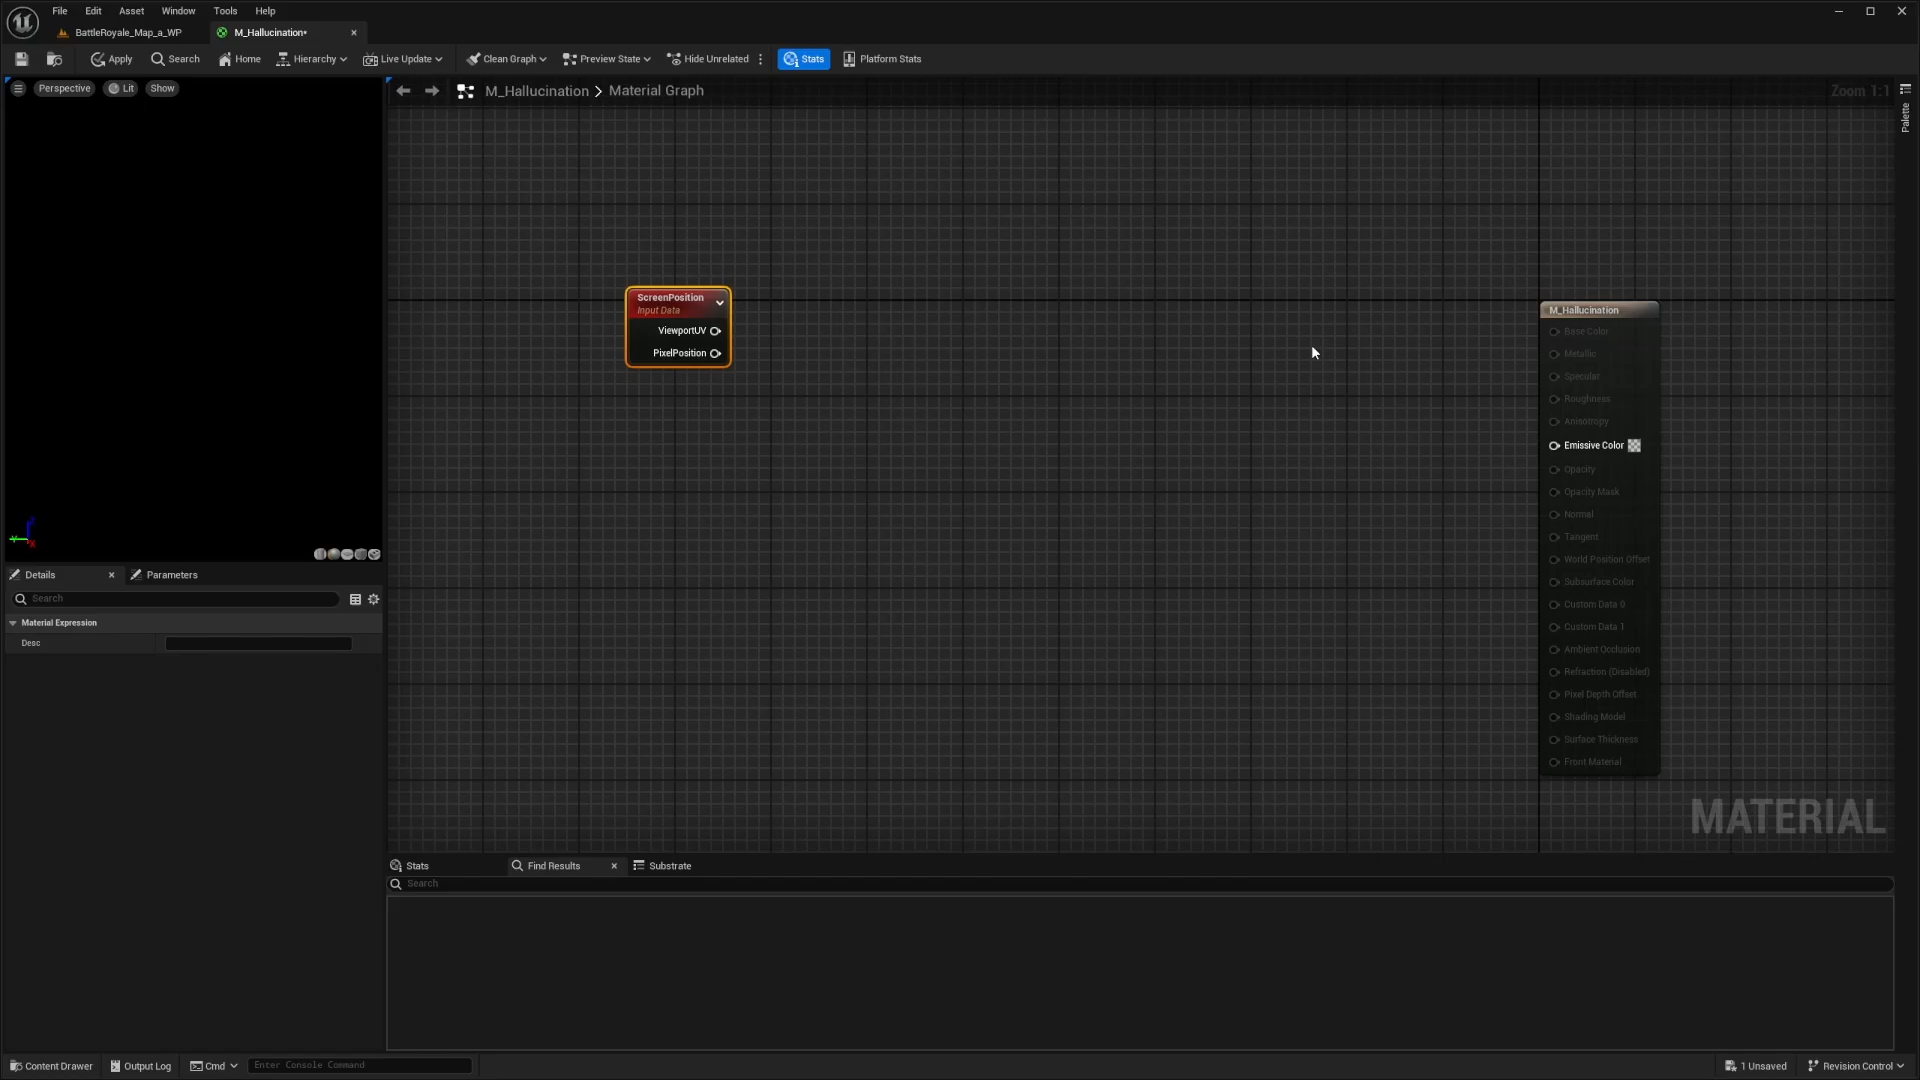 File Edit Asset Window Tools Help
BattleRoyale_Map_a_WP M_Hallucination•
Apply Search Home Hierarchy Live Update Clean Graph Preview State Hide Unrelated Stats Platform Stats
Perspective Lit Show
M_Hallucination > Material Graph
Zoom 1:1
Palette
ScreenPosition
Input Data
ViewportUV
PixelPosition
M_Hallucination
Base Color
Metallic
Specular
Roughness
Anisotropy
Emissive Color
Opacity
Opacity Mask
Normal
Tangent
World Position Offset
Subsurface Color
Custom Data 0
Custom Data 1
Ambient Occlusion
Refraction (Disabled)
Pixel Depth Offset
Shading Model
Surface Thickness
Front Material
MATERIAL
Details Parameters
Search
Material Expression
Desc
Stats Find Results Substrate
Search
Content Drawer Output Log Cmd Enter Console Command
1 Unsaved Revision Control